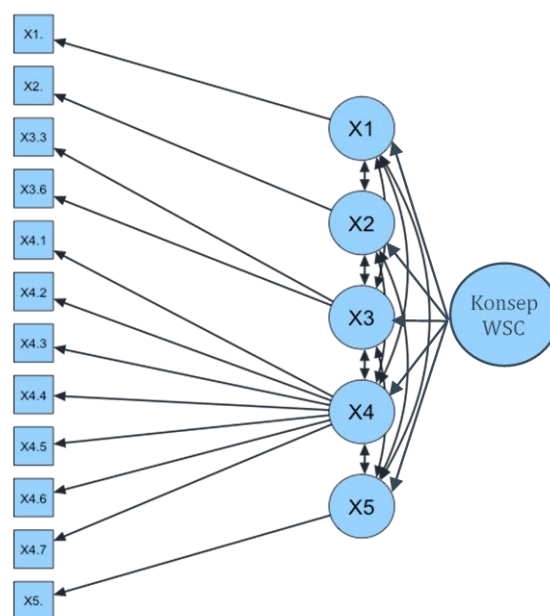 X1.
X2.
X3.3
X3.6
X4.1
X4.2
X4.3
X4.4
X4.5
X4.6
X4.7
X5.
X1
X2
X3
X4
X5
Konsep
WSC